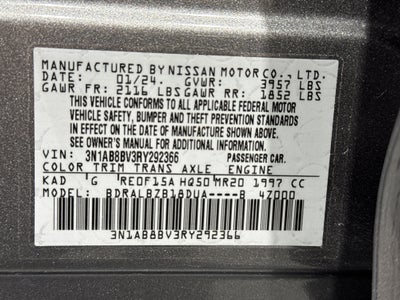 MANUFACTURED BY NISSAN MOTOR CO., LTD.
DATE: 01/24. GVWR: 3957 LBS
GAWR FR: 2116 LBS GAWR RR: 1852 LBS
THIS VEHICLE CONFORMS TO ALL APPLICABLE FEDERAL MOTOR
VEHICLE SAFETY, BUMPER AND THEFT PREVENTION STANDARDS
IN EFFECT ON THE DATE OF MANUFACTURE SHOWN ABOVE.
SEE OWNER'S MANUAL FOR ADDITIONAL INFORMATION.
VIN: 3N1AB8BV3RY292366 PASSENGER CAR.
COLOR TRIM TRANS AXLE ENGINE
KAD G RE0F15A HQ50 MR20 1997 CC
MODEL: BDRALBZB18DUA----B 47000
3N1AB8BV3RY292366